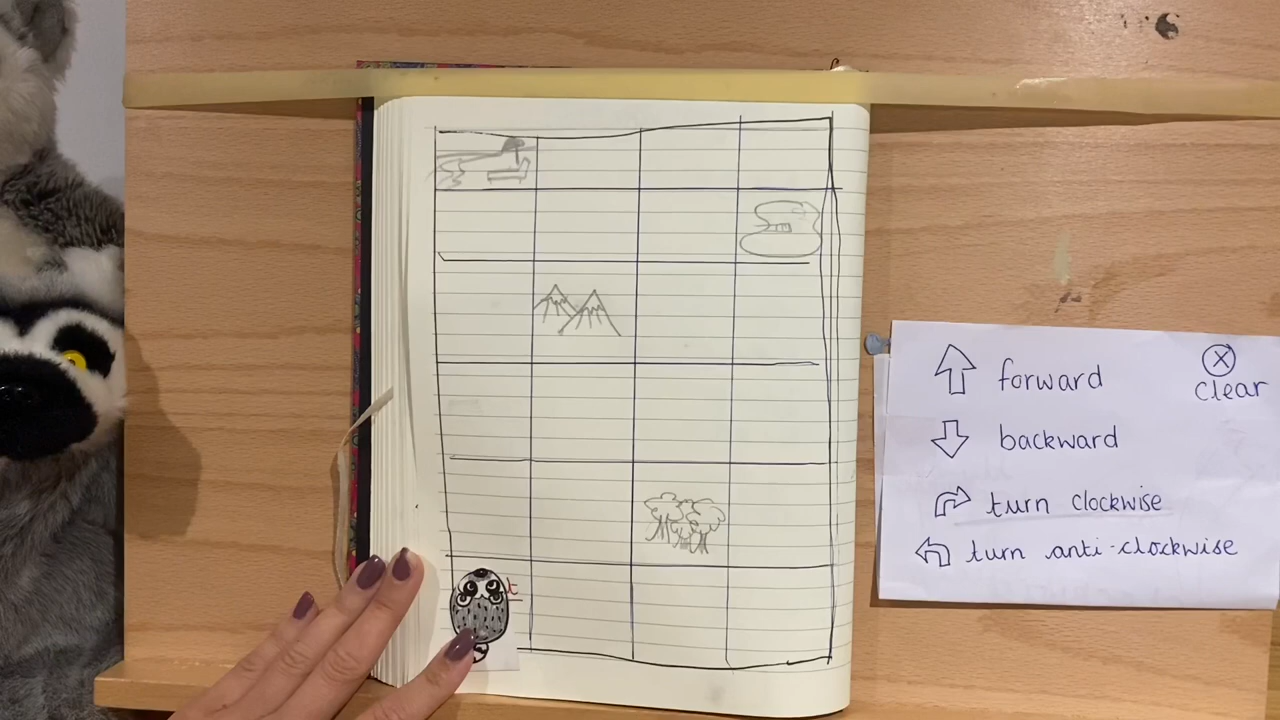 forward
clear
backward
turn clockwise
turn anti-clockwise